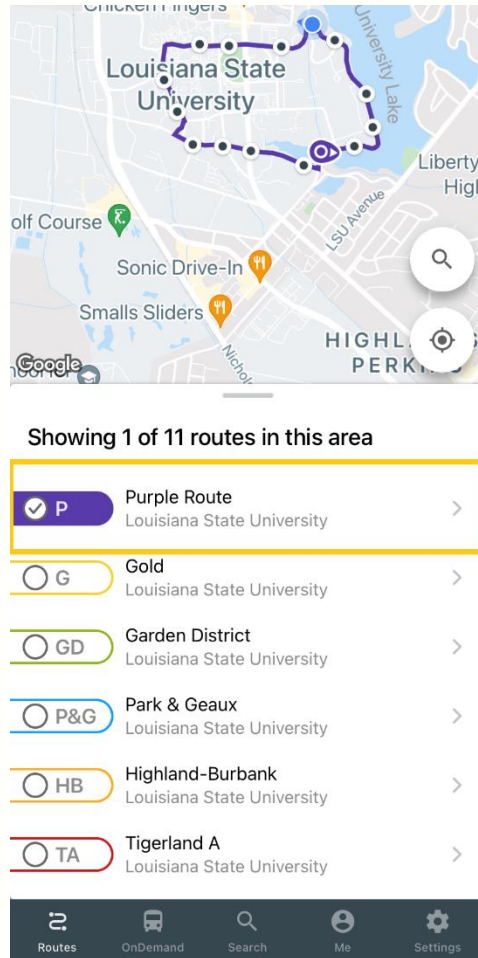 Chicken Fingers
Louisiana State
University
University Lake
Liberty
High
olf Course
LSU Avenue
Sonic Drive-In
Smalls Sliders
Nichol
HIGHL
PERK
Google
Showing 1 of 11 routes in this area
P
Purple Route
Louisiana State University
G
Gold
Louisiana State University
GD
Garden District
Louisiana State University
P&G
Park & Geaux
Louisiana State University
HB
Highland-Burbank
Louisiana State University
TA
Tigerland A
Louisiana State University
Routes OnDemand Search Me Settings